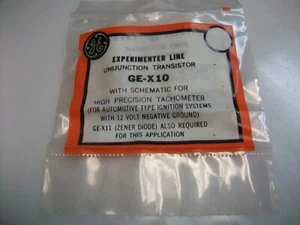 GE
EXPERIMENTER LINE
UNIJUNCTION TRANSISTOR
GE-X10
WITH SCHEMATIC FOR
HIGH PRECISION TACHOMETER
(FOR AUTOMOTIVE TYPE IGNITION SYSTEMS
WITH 12 VOLT NEGATIVE GROUND)
GE-X11 (ZENER DIODE) ALSO REQUIRED
FOR THIS APPLICATION